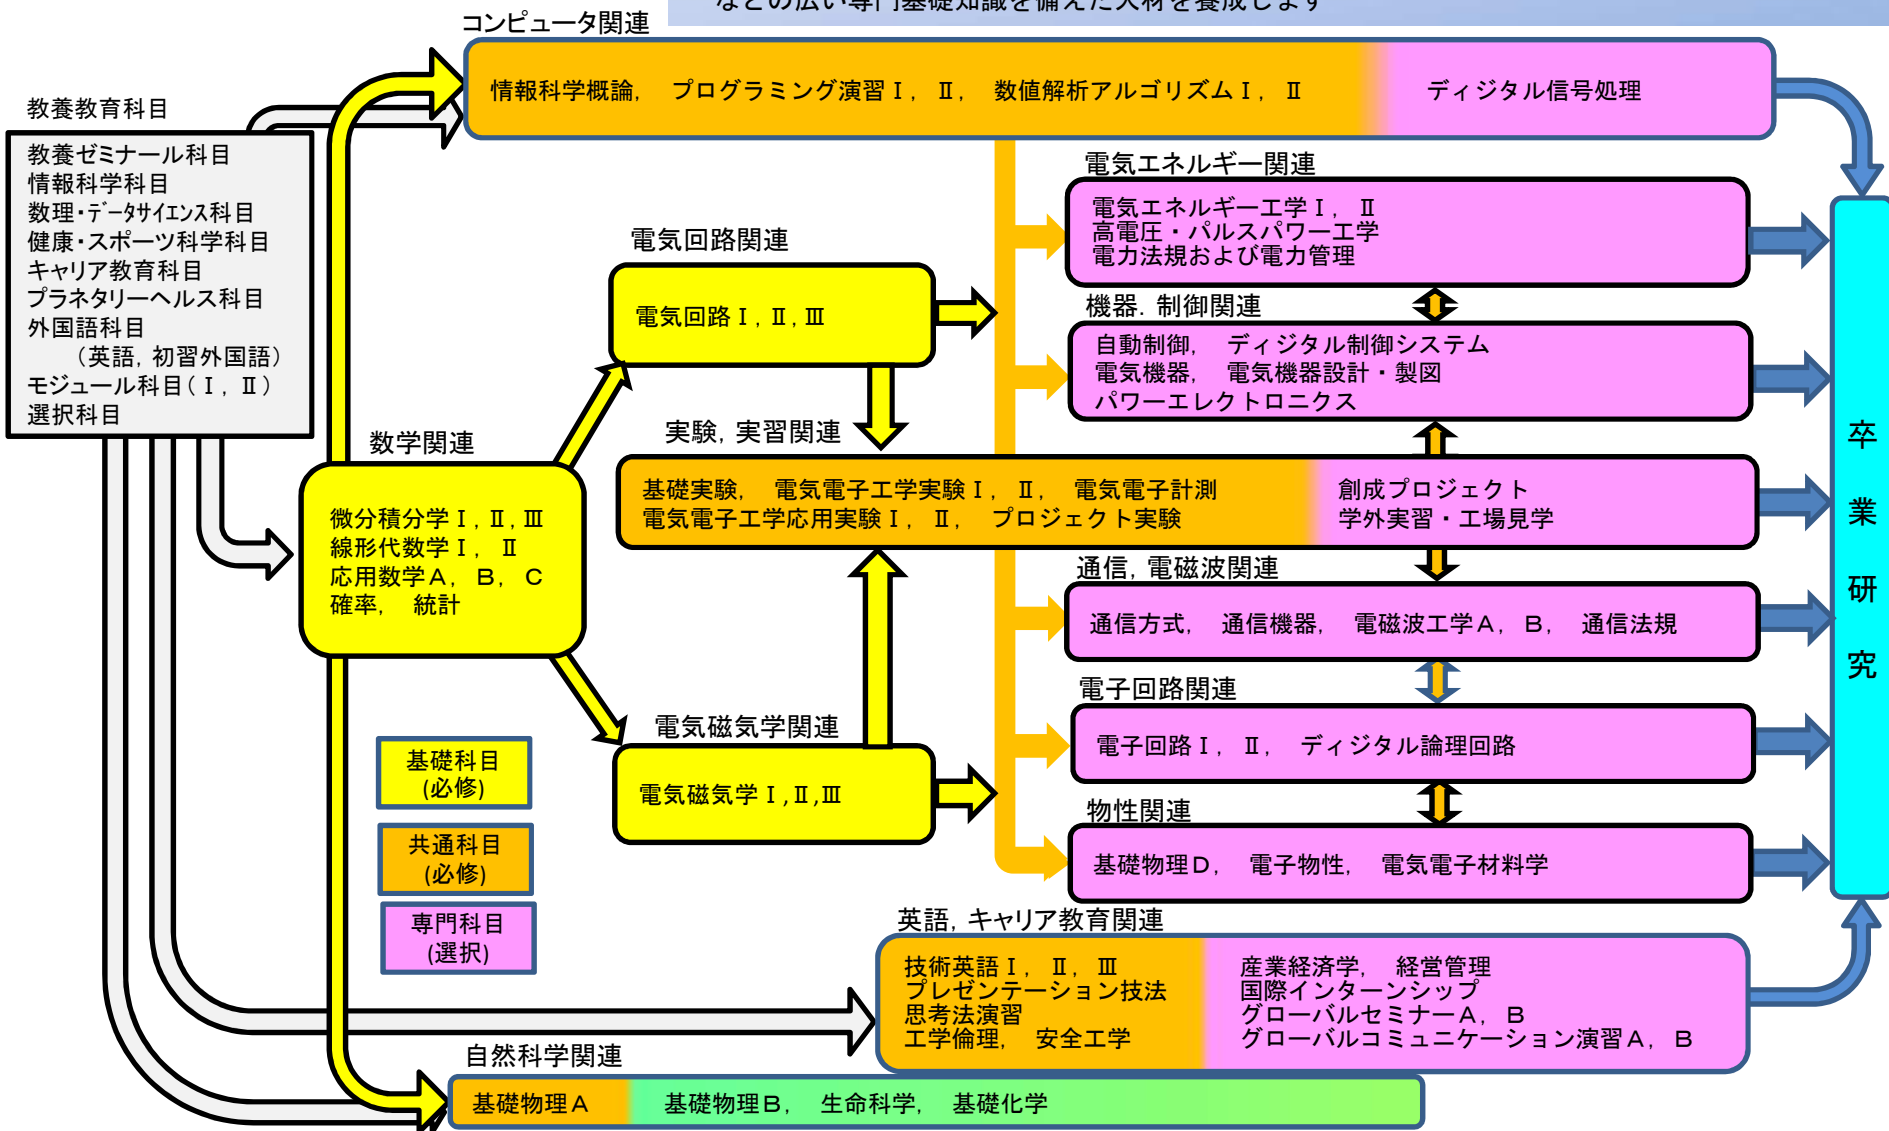 などの広い専門基礎知識を備えた人材を養成します
コンピュータ関連
情報科学概論, プログラミング演習Ⅰ, Ⅱ, 数値解析アルゴリズムⅠ, Ⅱ ディジタル信号処理
教養教育科目
教養ゼミナール科目
情報科学科目
数理・データサイエンス科目
健康・スポーツ科学科目
キャリア教育科目
プラネタリーヘルス科目
外国語科目
（英語, 初習外国語）
モジュール科目(Ⅰ, Ⅱ)
選択科目
電気エネルギー関連
電気エネルギー工学Ⅰ, Ⅱ
高電圧・パルスパワー工学
電力法規および電力管理
電気回路関連
電気回路Ⅰ, Ⅱ, Ⅲ
機器. 制御関連
自動制御, ディジタル制御システム
電気機器, 電気機器設計・製図
パワーエレクトロニクス
数学関連
微分積分学Ⅰ, Ⅱ, Ⅲ
線形代数学Ⅰ, Ⅱ
応用数学A, B, C
確率, 統計
実験, 実習関連
基礎実験, 電気電子工学実験Ⅰ, Ⅱ, 電気電子計測
電気電子工学応用実験Ⅰ, Ⅱ, プロジェクト実験
創成プロジェクト
学外実習・工場見学
通信, 電磁波関連
通信方式, 通信機器, 電磁波工学A, B, 通信法規
電子回路関連
電子回路Ⅰ, Ⅱ, ディジタル論理回路
電気磁気学関連
電気磁気学Ⅰ,Ⅱ,Ⅲ
物性関連
基礎物理D, 電子物性, 電気電子材料学
卒業研究
基礎科目
(必修)
共通科目
(必修)
専門科目
(選択)
英語, キャリア教育関連
技術英語Ⅰ, Ⅱ, Ⅲ
プレゼンテーション技法
思考法演習
工学倫理, 安全工学
産業経済学, 経営管理
国際インターンシップ
グローバルセミナーA, B
グローバルコミュニケーション演習A, B
自然科学関連
基礎物理A 基礎物理B, 生命科学, 基礎化学